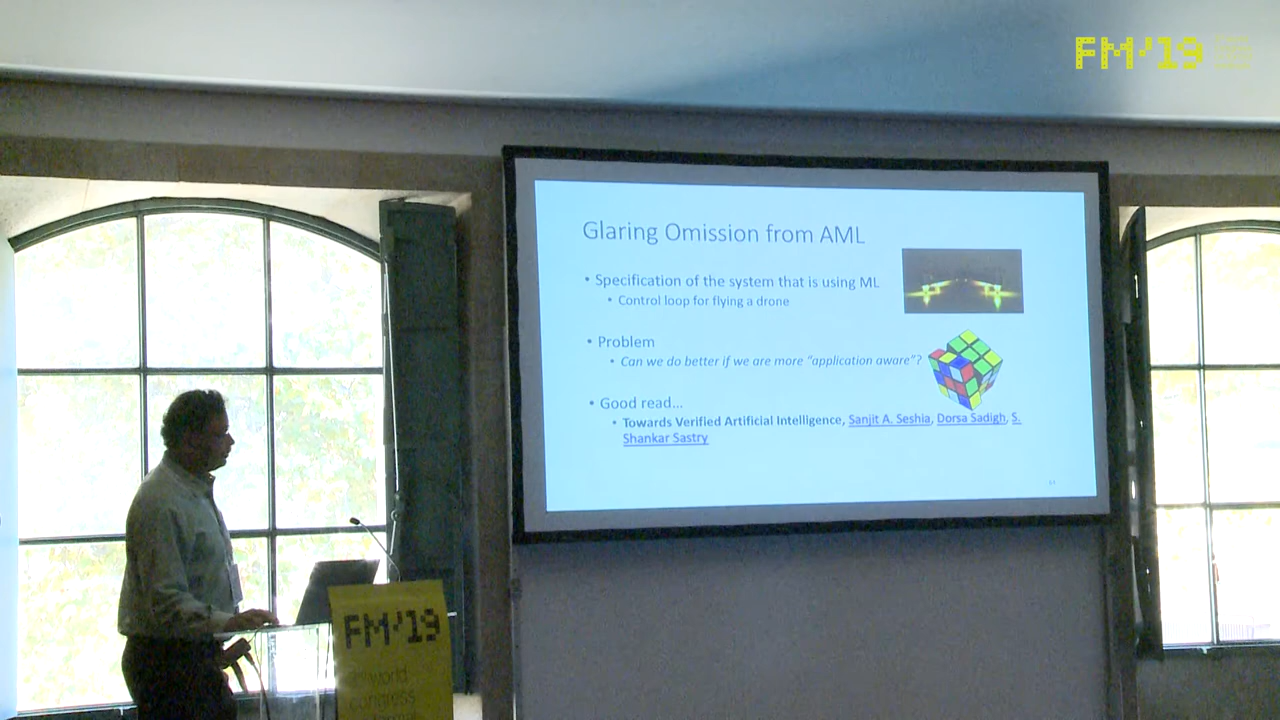 FM'19
Glaring Omission from AML
• Specification of the system that is using ML
• Control loop for flying a drone
• Problem
• Can we do better if we are more “application aware”?
• Good read...
• Towards Verified Artificial Intelligence, Sanjit A. Seshia, Dorsa Sadigh, S.
Shankar Sastry
FM'19
world
congress